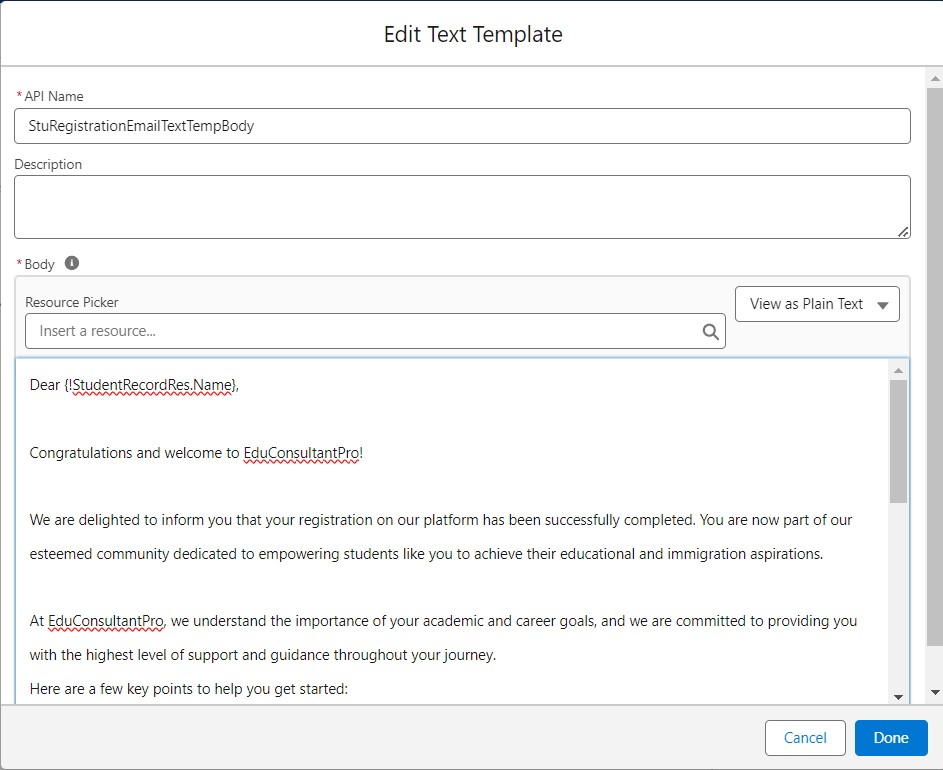 Edit Text Template
* API Name
StuRegistrationEmailTextTempBody
Description
* Body
Resource Picker
View as Plain Text
Insert a resource...
Dear {!StudentRecordRes.Name},
Congratulations and welcome to EduConsultantPro!
We are delighted to inform you that your registration on our platform has been successfully completed. You are now part of our
esteemed community dedicated to empowering students like you to achieve their educational and immigration aspirations.
At EduConsultantPro, we understand the importance of your academic and career goals, and we are committed to providing you
with the highest level of support and guidance throughout your journey.
Here are a few key points to help you get started:
Cancel
Done